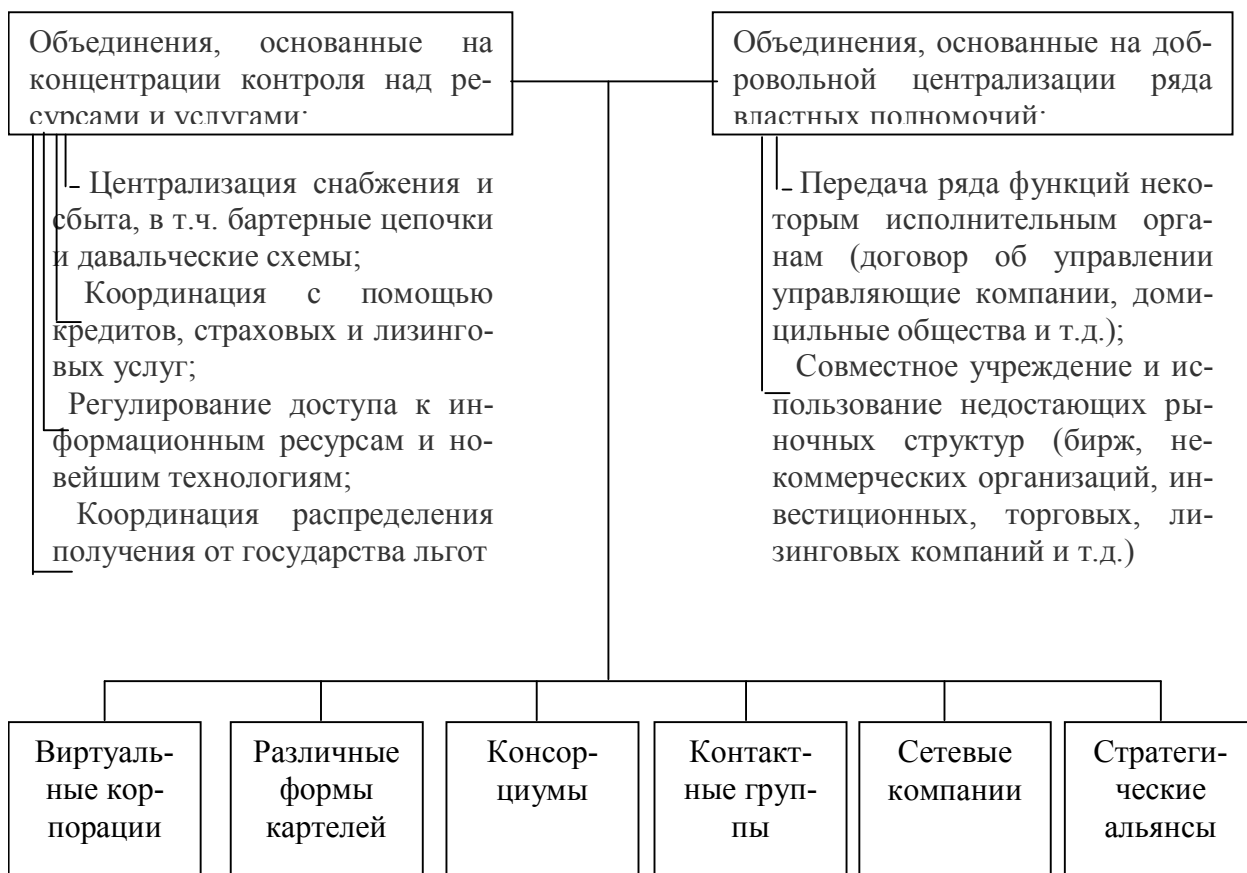 Объединения, основанные на
концентрации контроля над ре-
сурсами и услугами:
Объединения, основанные на доб-
ровольной централизации ряда
властных полномочий:
- Централизация снабжения и
сбыта, в т.ч. бартерные цепочки
и давальческие схемы;
Координация с помощью
кредитов, страховых и лизинго-
вых услуг;
Регулирование доступа к ин-
формационным ресурсам и но-
вейшим технологиям;
Координация распределения
получения от государства льгот
- Передача ряда функций неко-
торым исполнительным орга-
нам (договор об управлении
управляющие компании, доми-
цильные общества и т.д.);
Совместное учреждение и ис-
пользование недостающих ры-
ночных структур (бирж, не-
коммерческих организаций, ин-
вестиционных, торговых, ли-
зинговых компаний и т.д.)
Виртуаль-
ные кор-
порации
Различные
формы
картелей
Консор-
циумы
Контакт-
ные груп-
пы
Сетевые
компании
Стратеги-
ческие
альянсы